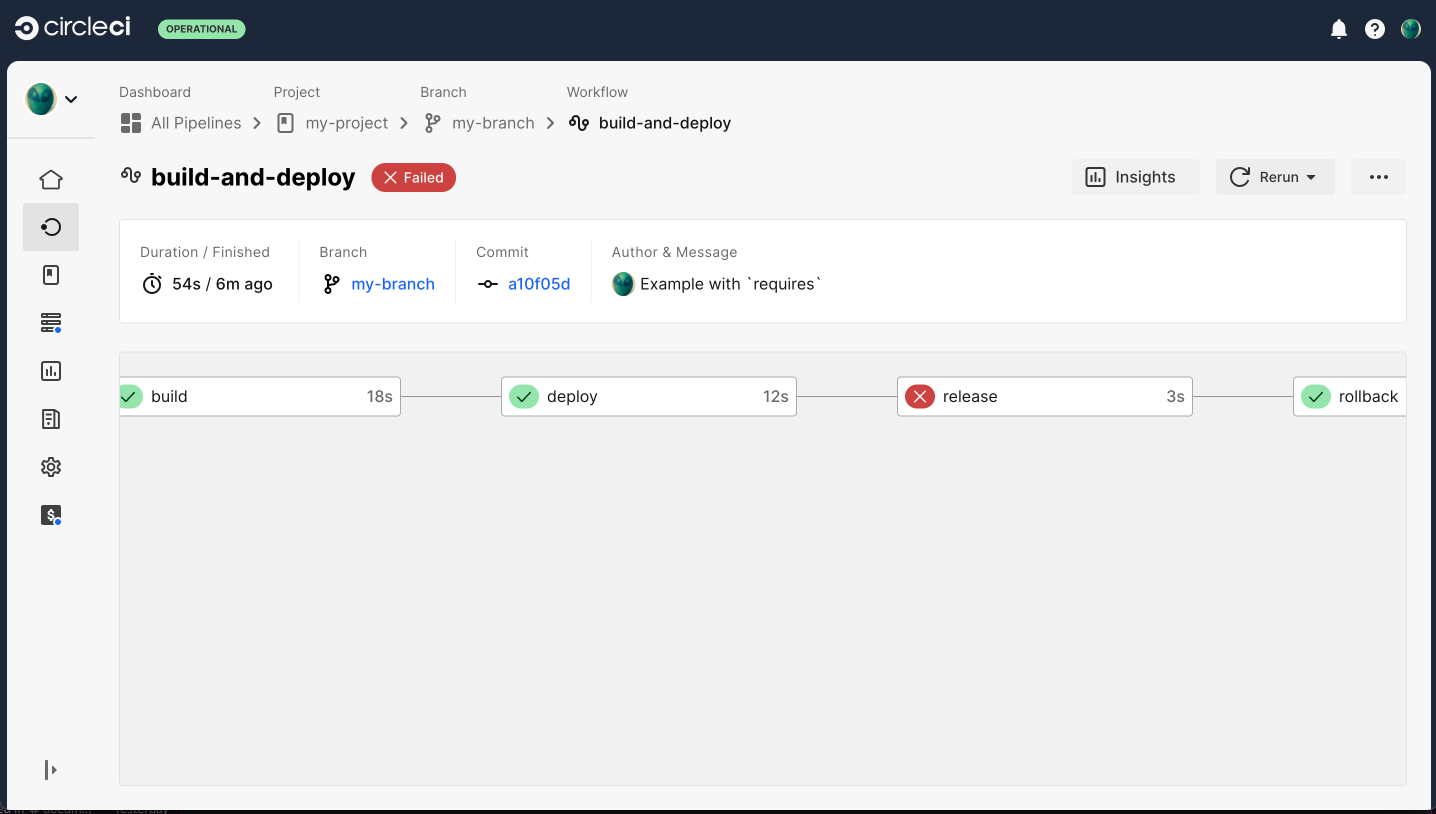 circleci OPERATIONAL
Dashboard Project Branch Workflow
All Pipelines my-project my-branch build-and-deploy
build-and-deploy Failed Insights Rerun
Duration / Finished Branch Commit Author & Message
54s / 6m ago my-branch a10f05d Example with `requires`
build 18s deploy 12s release 3s rollback